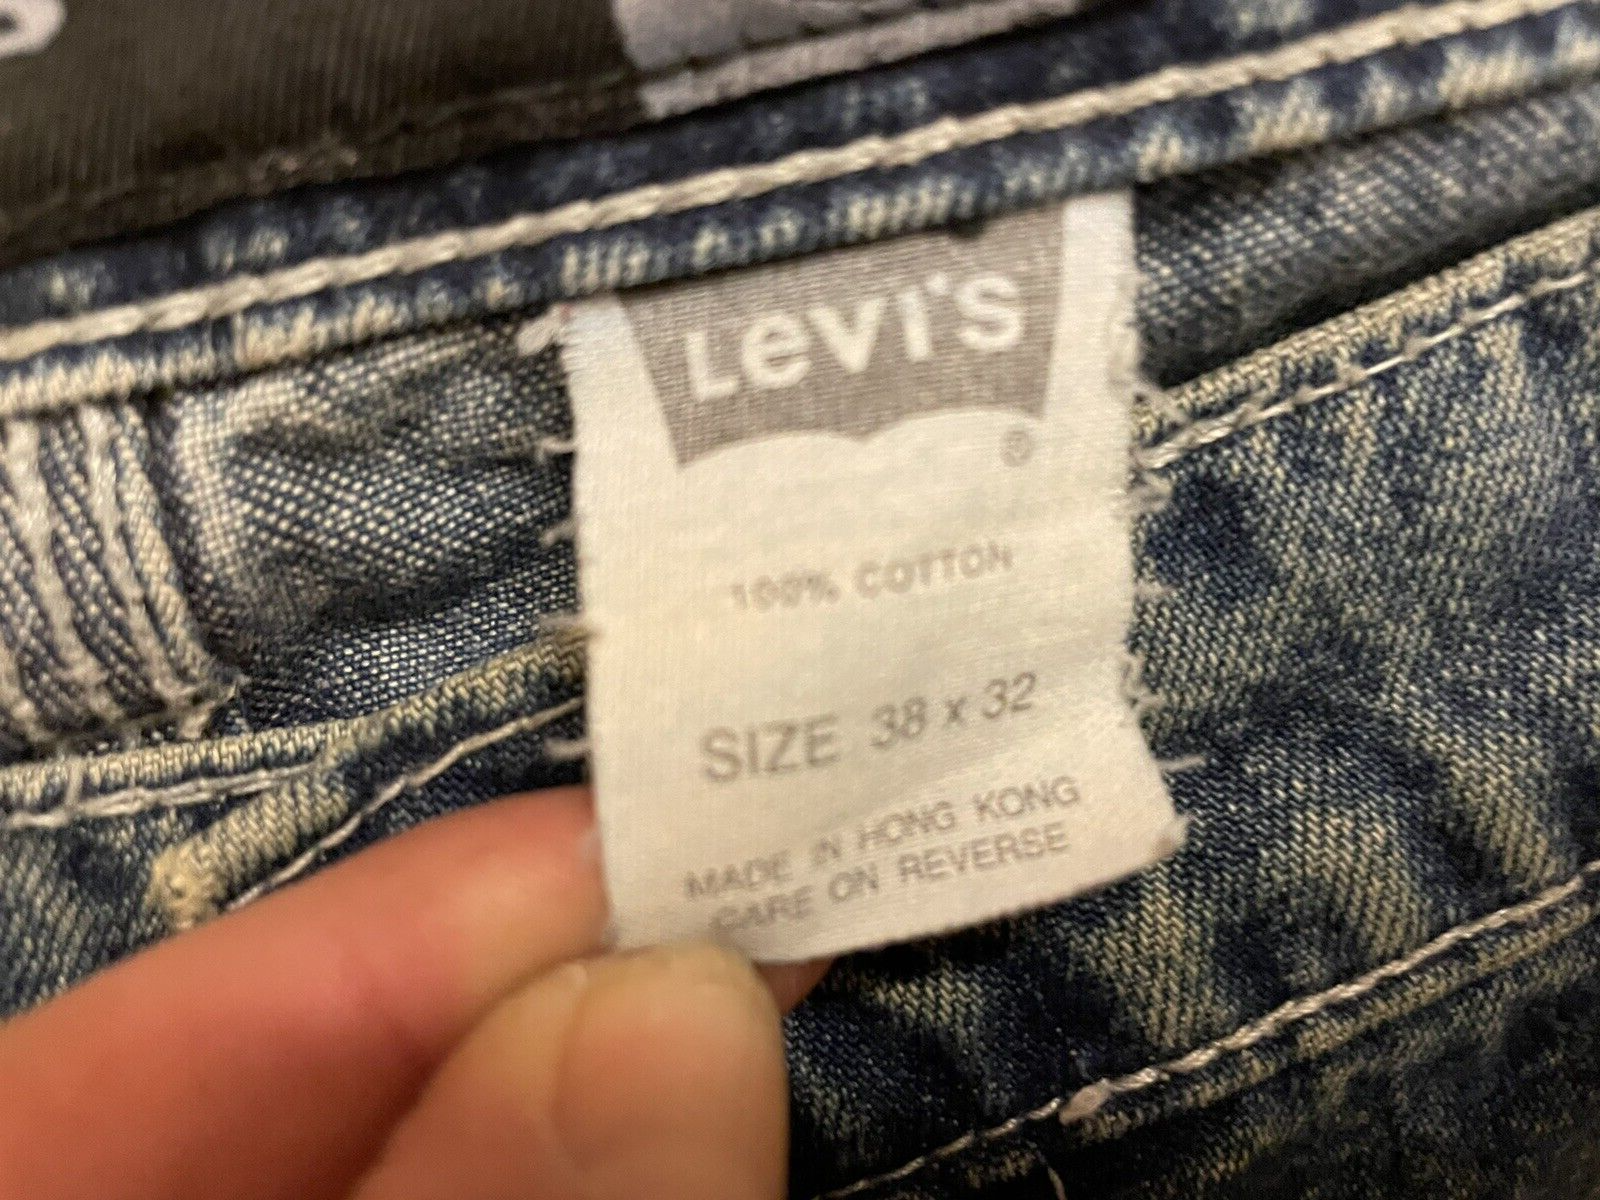 Levi's
®
100% COTTON
SIZE 38 x 32
MADE IN HONG KONG
CARE ON REVERSE